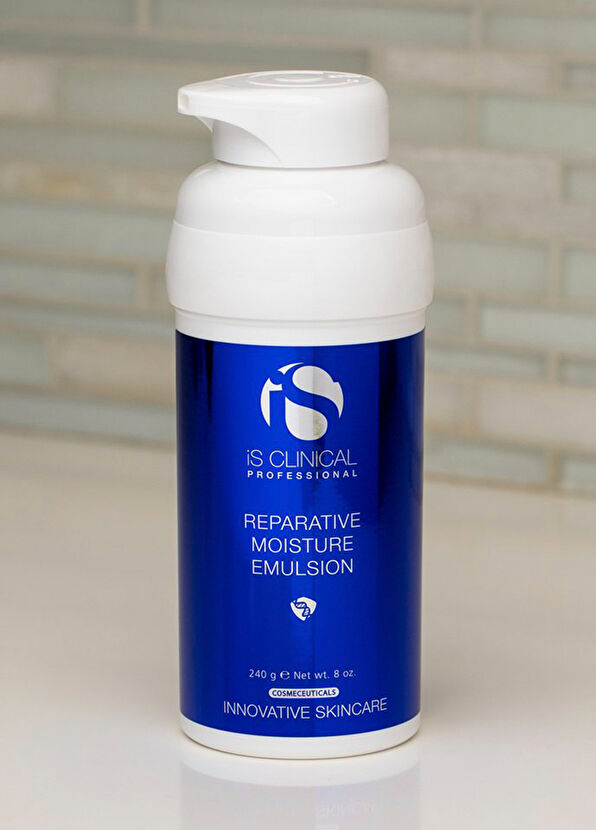 iS
iS CLINICAL
PROFESSIONAL
REPARATIVE
MOISTURE
EMULSION
240 g ℮ Net wt. 8 oz.
COSMECEUTICALS
INNOVATIVE SKINCARE